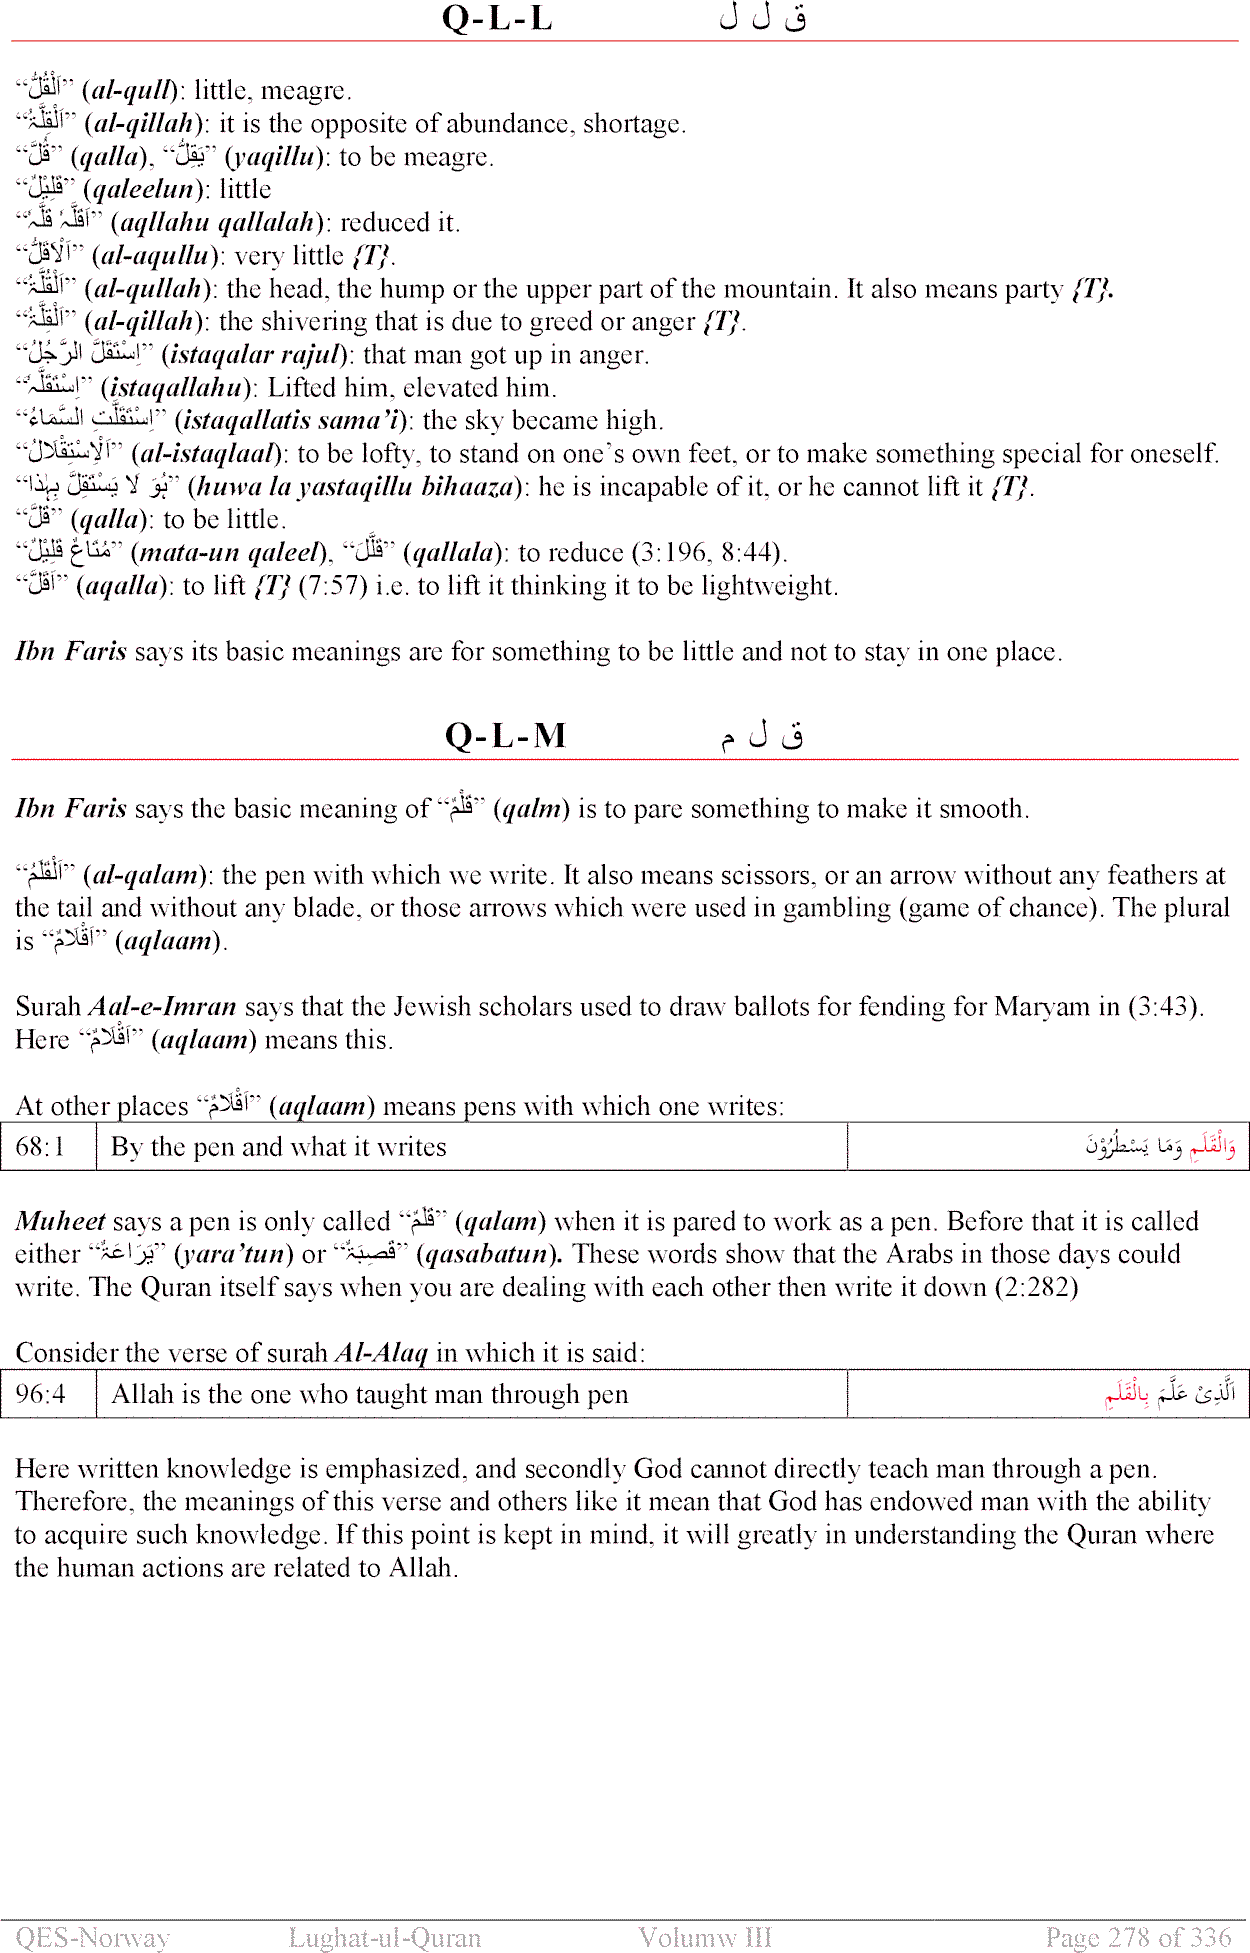 Q-L-L ق ل ل
“اَلْقُلُّ” (al-qull): little, meagre.
“اَلْقِلَّۃُ” (al-qillah): it is the opposite of abundance, shortage.
“قَلَّ” (qalla), “یَقِلُّ” (yaqillu): to be meagre.
“قَلِیْلٌ” (qaleelun): little
“اَقَلَّہٗ قَلَّہٗ” (aqllahu qallalah): reduced it.
“اَلْاَقَلُّ” (al-aqullu): very little {T}.
“اَلْقُلَّۃُ” (al-qullah): the head, the hump or the upper part of the mountain. It also means party {T}.
“اَلْقِلَّۃُ” (al-qillah): the shivering that is due to greed or anger {T}.
“اِسْتَقَلَّ الرَّجُلُ” (istaqalar rajul): that man got up in anger.
“اِسْتَقَلَّہٗ” (istaqallahu): Lifted him, elevated him.
“اِسْتَقَلَّتِ السَّمَاءُ” (istaqallatis sama’i): the sky became high.
“اَلْاِسْتِقْلَالُ” (al-istaqlaal): to be lofty, to stand on one’s own feet, or to make something special for oneself.
“ہُوَ لَا یَسْتَقِلُّ بِہٰذَا” (huwa la yastaqillu bihaaza): he is incapable of it, or he cannot lift it {T}.
“قَلَّ” (qalla): to be little.
“مَتَاعٌ قَلِیْلٌ” (mata-un qaleel), “قَلَّلَ” (qallala): to reduce (3:196, 8:44).
“اَقَلَّ” (aqalla): to lift {T} (7:57) i.e. to lift it thinking it to be lightweight.
Ibn Faris says its basic meanings are for something to be little and not to stay in one place.
Q-L-M ق ل م
Ibn Faris says the basic meaning of “قَلْمٌ” (qalm) is to pare something to make it smooth.
“اَلْقَلَمُ” (al-qalam): the pen with which we write. It also means scissors, or an arrow without any feathers at
the tail and without any blade, or those arrows which were used in gambling (game of chance). The plural
is “اَقْلَامٌ” (aqlaam).
Surah Aal-e-Imran says that the Jewish scholars used to draw ballots for fending for Maryam in (3:43).
Here “اَقْلَامٌ” (aqlaam) means this.
At other places “اَقْلَامٌ” (aqlaam) means pens with which one writes:
68:1 By the pen and what it writes وَالْقَلَمِ وَمَا یَسْطُرُوْنَ
Muheet says a pen is only called “قَلَمٌ” (qalam) when it is pared to work as a pen. Before that it is called
either “یَرَاعَۃٌ” (yara’tun) or “قَصَبَۃٌ” (qasabatun). These words show that the Arabs in those days could
write. The Quran itself says when you are dealing with each other then write it down (2:282)
Consider the verse of surah Al-Alaq in which it is said:
96:4 Allah is the one who taught man through pen اَلَّذِیْ عَلَّمَ بِالْقَلَمِ
Here written knowledge is emphasized, and secondly God cannot directly teach man through a pen.
Therefore, the meanings of this verse and others like it mean that God has endowed man with the ability
to acquire such knowledge. If this point is kept in mind, it will greatly in understanding the Quran where
the human actions are related to Allah.
QES-Norway Lughat-ul-Quran Volumw III Page 278 of 336